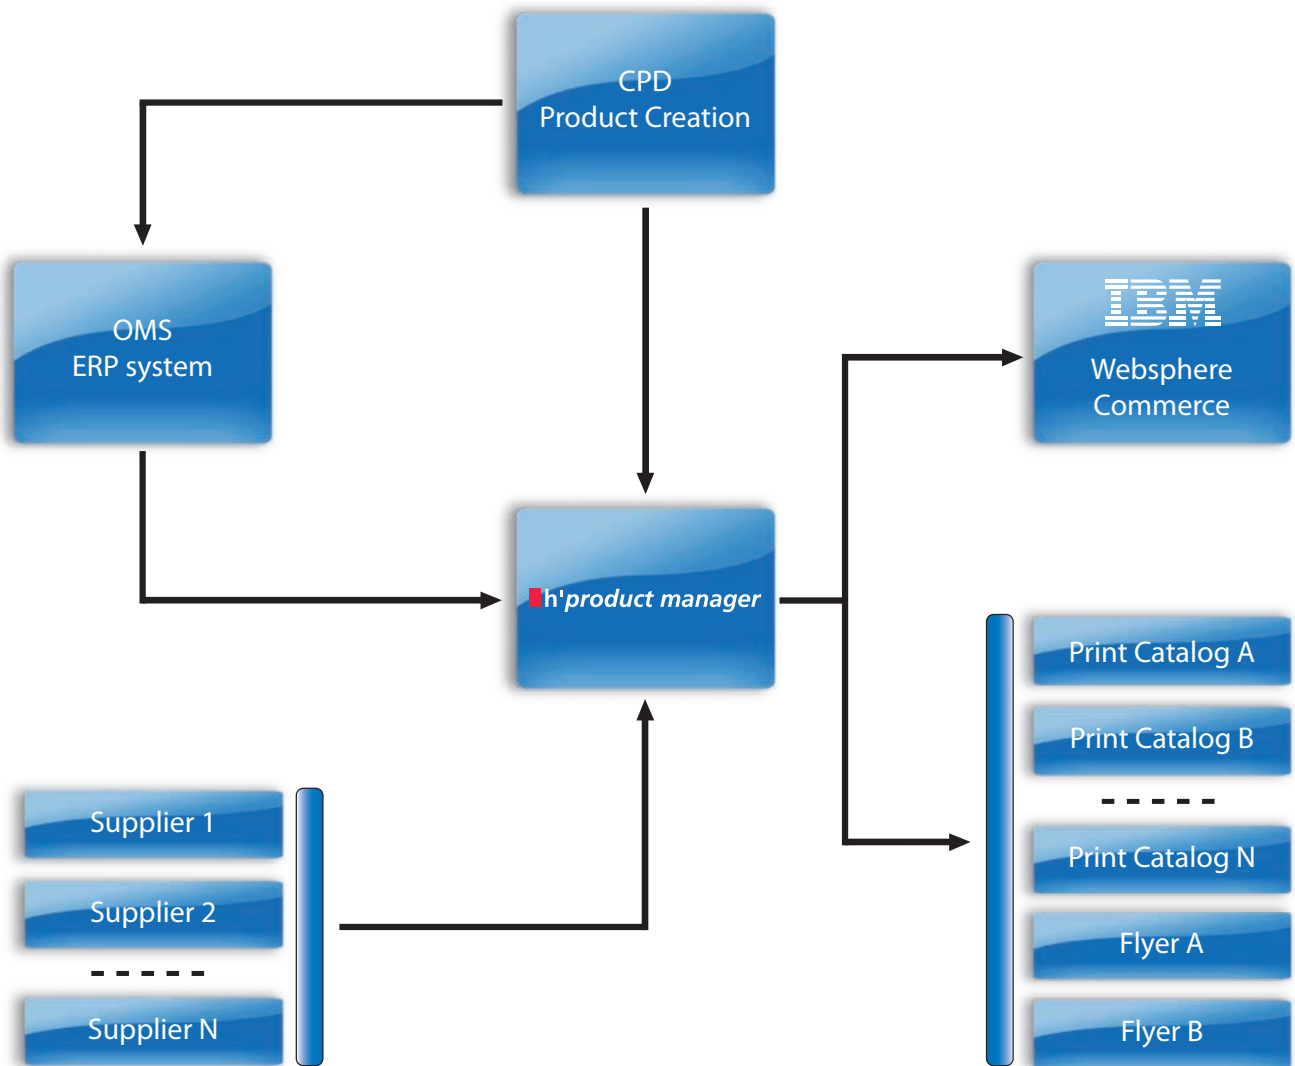 CPD
Product Creation
OMS
ERP system
IBM
Websphere
Commerce
h'product manager
Print Catalog A
Print Catalog B
Print Catalog N
Flyer A
Flyer B
Supplier 1
Supplier 2
Supplier N